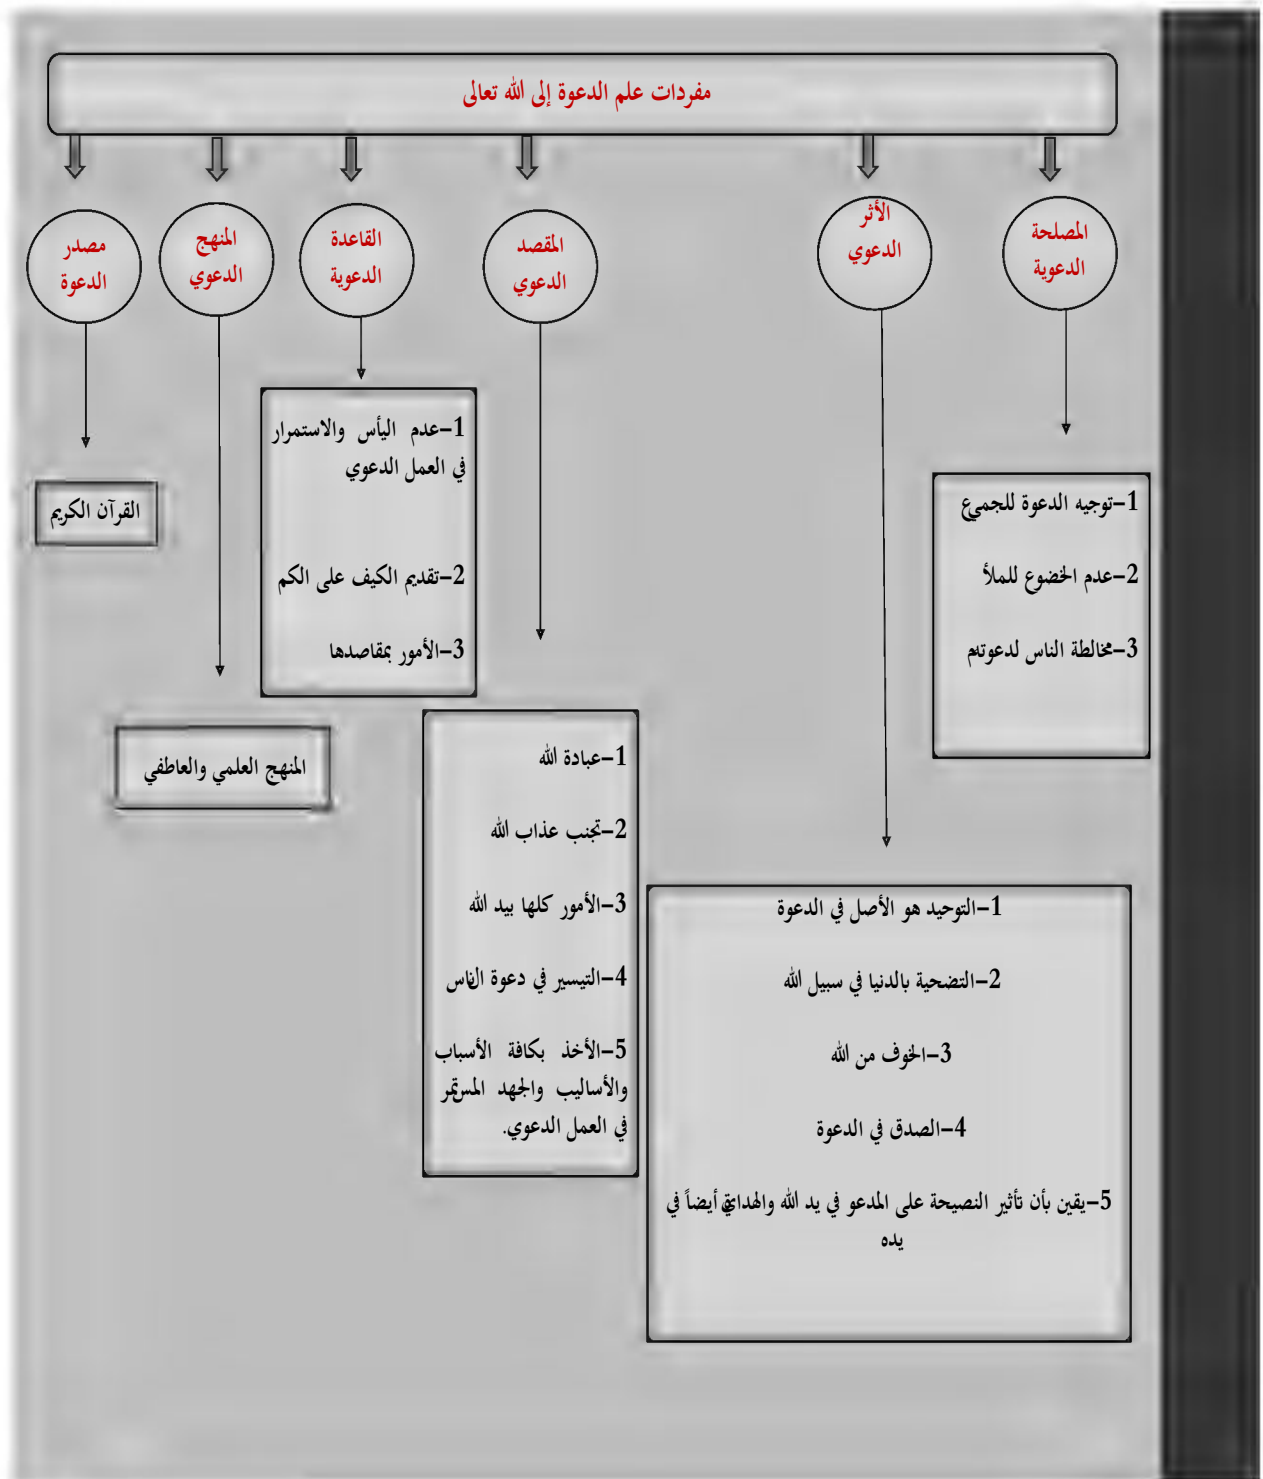 مفردات علم الدعوة إلى الله تعالى
المصلحة
الدعوية
الأثر
الدعوي
المقصد
الدعوي
القاعدة
الدعوية
المنهج
الدعوي
مصدر
الدعوة
1-توجيه الدعوة للجميع
2-عدم الخضوع للملأ
3-مخالطة الناس لدعوتهم
1-التوحيد هو الأصل في الدعوة
2-التضحية بالدنيا في سبيل الله
3-الخوف من الله
4-الصدق في الدعوة
5-يقين بأن تأثير النصيحة على المدعو في يد الله والهداية أيضاً في
يده
1-عبادة الله
2-تجنب عذاب الله
3-الأمور كلها بيد الله
4-التيسير في دعوة الناس
5-الأخذ بكافة الأسباب
والأساليب والجهد المستمر
في العمل الدعوي.
1-عدم اليأس والاستمرار
في العمل الدعوي
2-تقديم الكيف على الكم
3-الأمور بمقاصدها
المنهج العلمي والعاطفي
القرآن الكريم